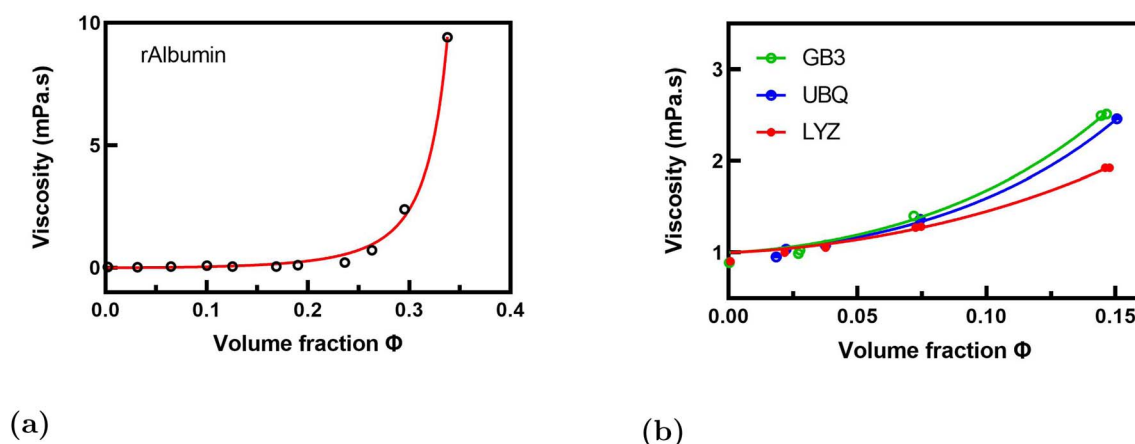 10
5
0
Viscosity (mPa.s)
rAlbumin
0.0 0.1 0.2 0.3 0.4
Volume fraction Φ
(a)
3
2
1
Viscosity (mPa.s)
GB3
UBQ
LYZ
0.00 0.05 0.10 0.15
Volume fraction Φ
(b)